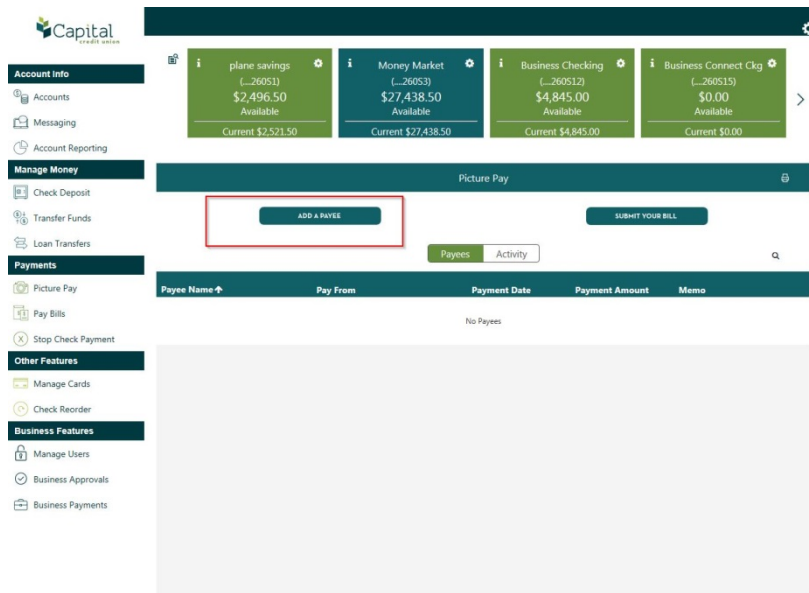 Capital
credit union
Account Info
Accounts
Messaging
Account Reporting
Manage Money
Check Deposit
Transfer Funds
Loan Transfers
Payments
Picture Pay
Pay Bills
Stop Check Payment
Other Features
Manage Cards
Check Reorder
Business Features
Manage Users
Business Approvals
Business Payments
plane savings
(....260S1)
$2,496.50
Available
Current $2,521.50
Money Market
(....260S3)
$27,438.50
Available
Current $27,438.50
Business Checking
(....260S12)
$4,845.00
Available
Current $4,845.00
Business Connect Ckg
(....260S15)
$0.00
Available
Current $0.00
Picture Pay
ADD A PAYEE
SUBMIT YOUR BILL
Payees Activity
Payee Name Pay From Payment Date Payment Amount Memo
No Payees